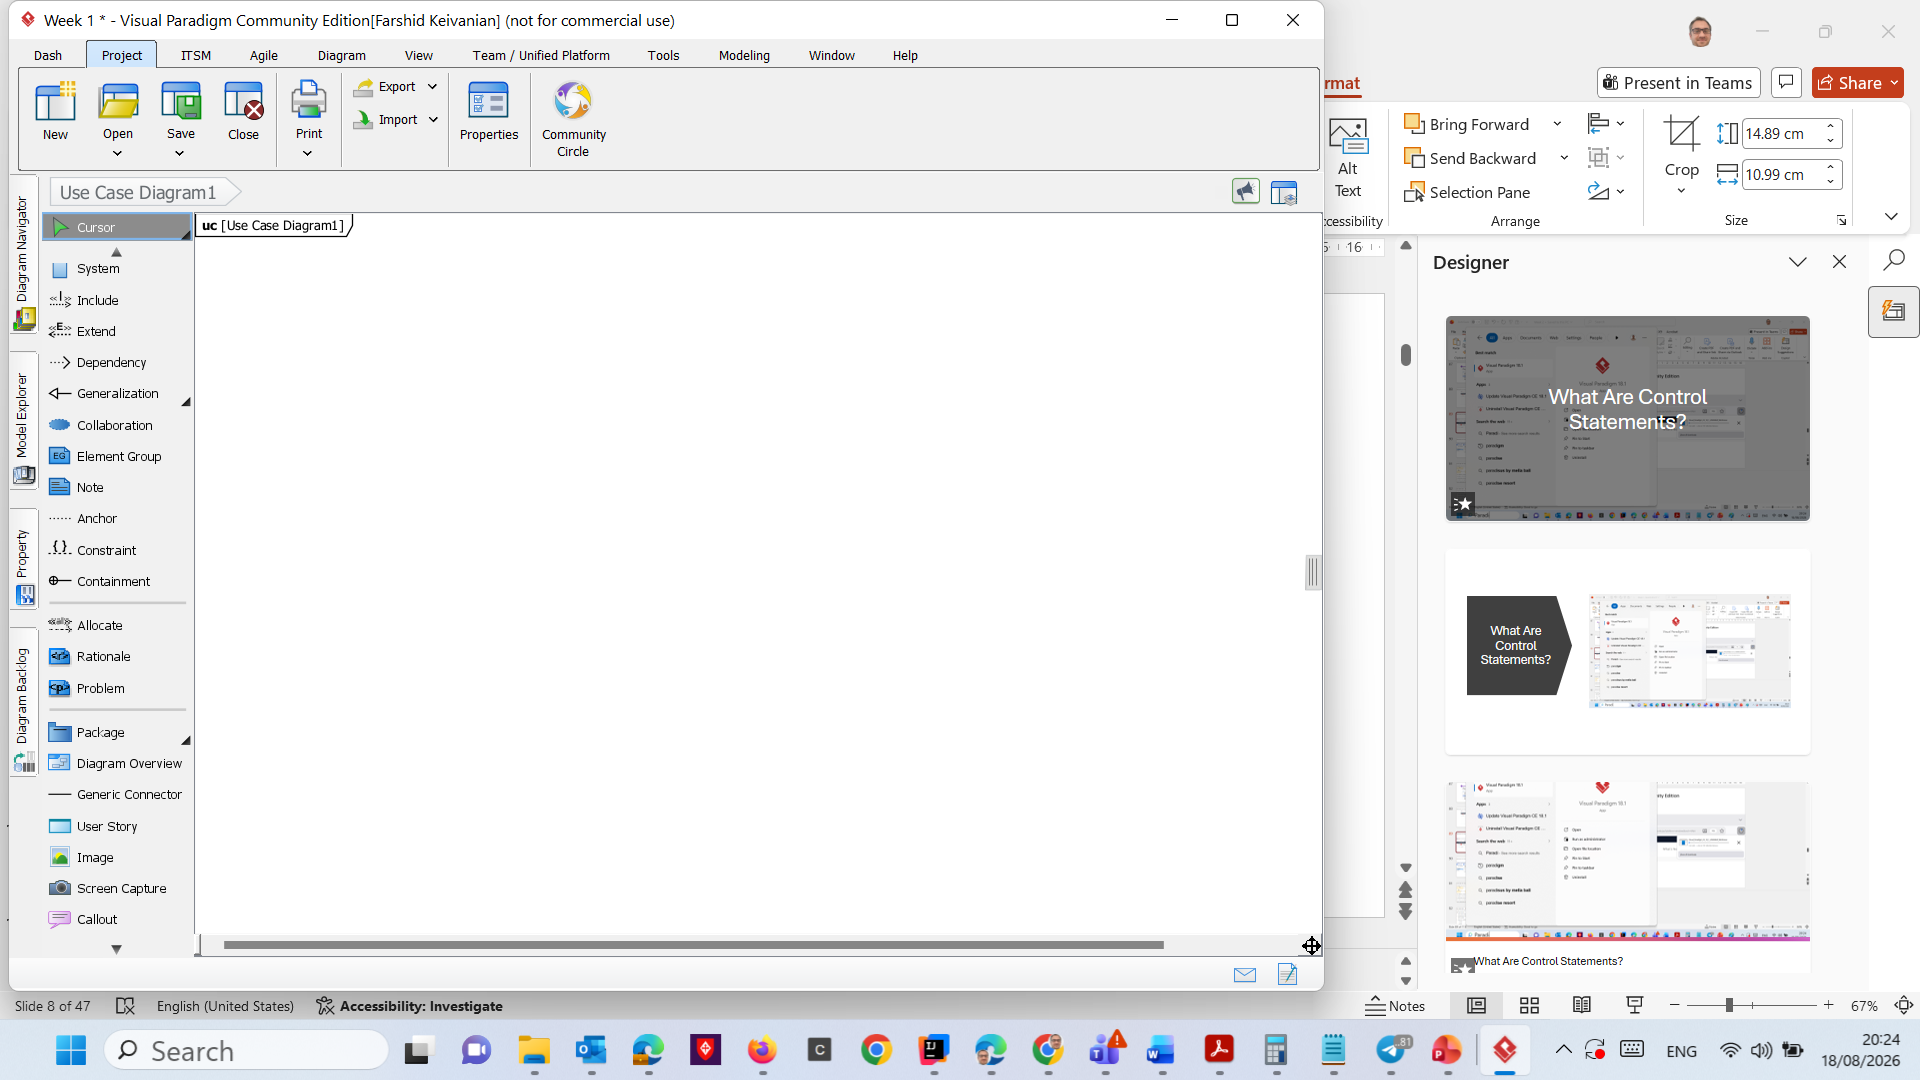 Week 1 * - Visual Paradigm Community Edition[Farshid Keivanian] (not for commercial use)
Dash Project ITSM Agile Diagram View Team / Unified Platform Tools Modeling Window Help
New Open Save Close Print Export Import Properties Community Circle
Use Case Diagram1
uc [Use Case Diagram1]
Diagram Navigator
Model Explorer
Property
Diagram Backlog
Cursor
System
Include
Extend
Dependency
Generalization
Collaboration
Element Group
Note
Anchor
Constraint
Containment
Allocate
Rationale
Problem
Package
Diagram Overview
Generic Connector
User Story
Image
Screen Capture
Callout
rmat
Present in Teams
Share
Alt Text
cessibility
Bring Forward
Send Backward
Selection Pane
Arrange
Crop
14.89 cm
10.99 cm
Size
16
Designer
What Are Control
Statements?
What Are
Control
Statements?
What Are Control Statements?
Slide 8 of 47 English (United States) Accessibility: Investigate Notes 67%
Search
81
ENG
20:24
18/08/2026